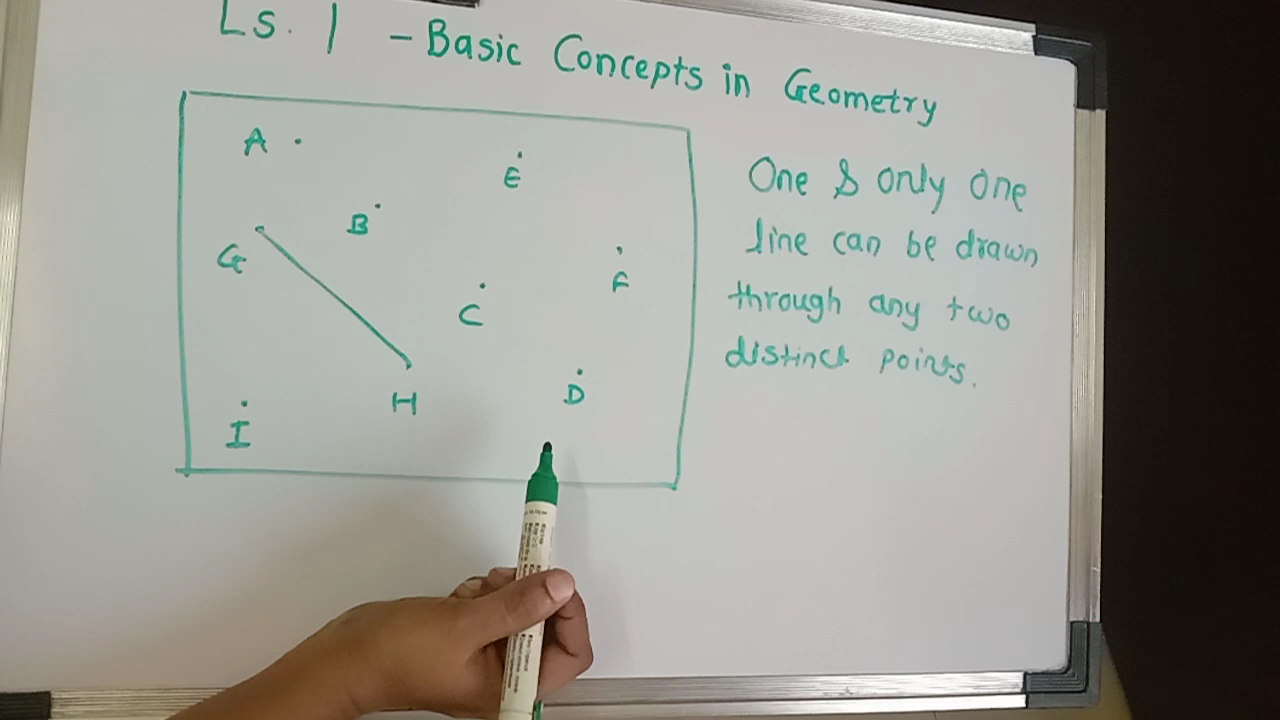 Ls. 1 - Basic Concepts in Geometry
A
E
B
G
F
C
H
D
I
One & only one
line can be drawn
through any two
distinct points.